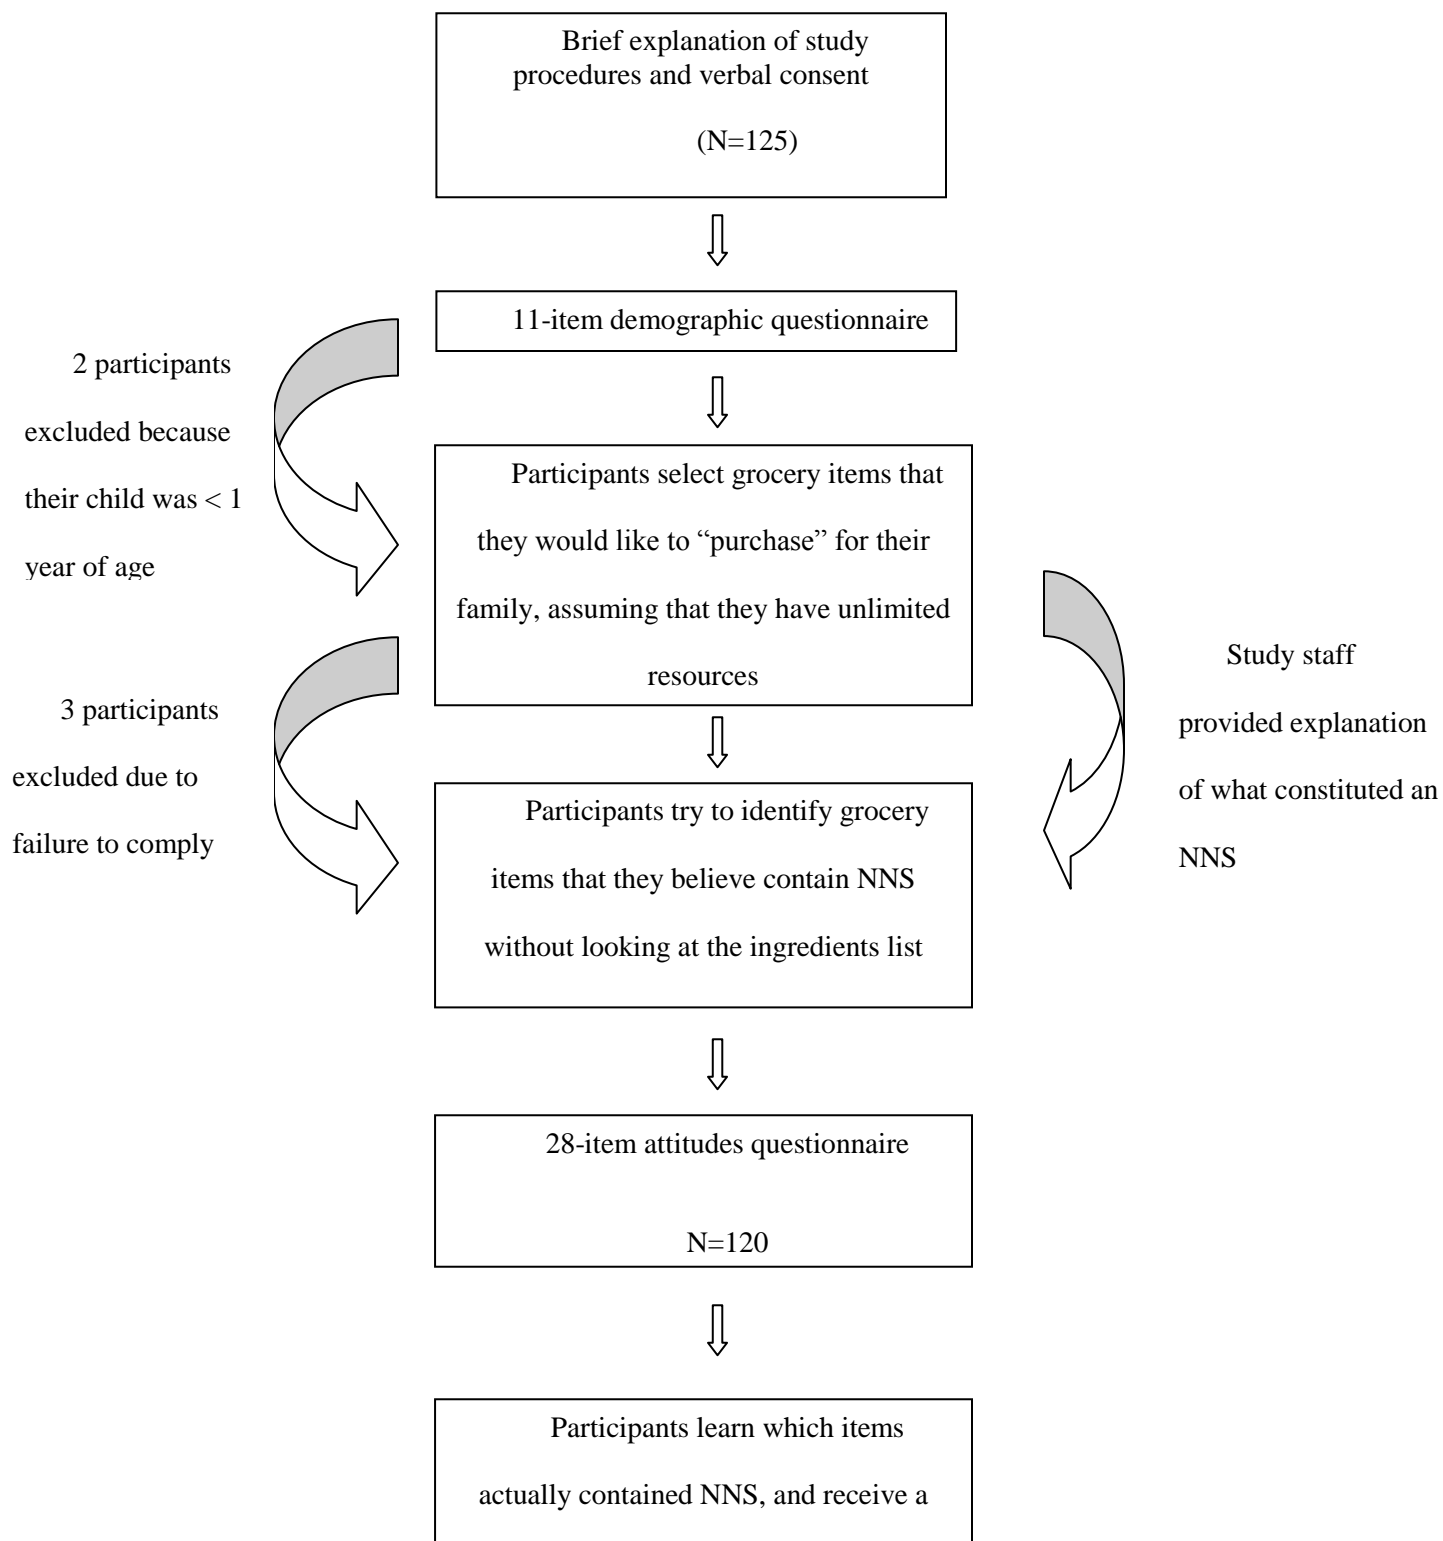 Brief explanation of study
procedures and verbal consent
(N=125)
11-item demographic questionnaire
2 participants
excluded because
their child was < 1
year of age
Participants select grocery items that
they would like to “purchase” for their
family, assuming that they have unlimited
resources
3 participants
excluded due to
failure to comply
Study staff
provided explanation
of what constituted an
NNS
Participants try to identify grocery
items that they believe contain NNS
without looking at the ingredients list
28-item attitudes questionnaire
N=120
Participants learn which items
actually contained NNS, and receive a